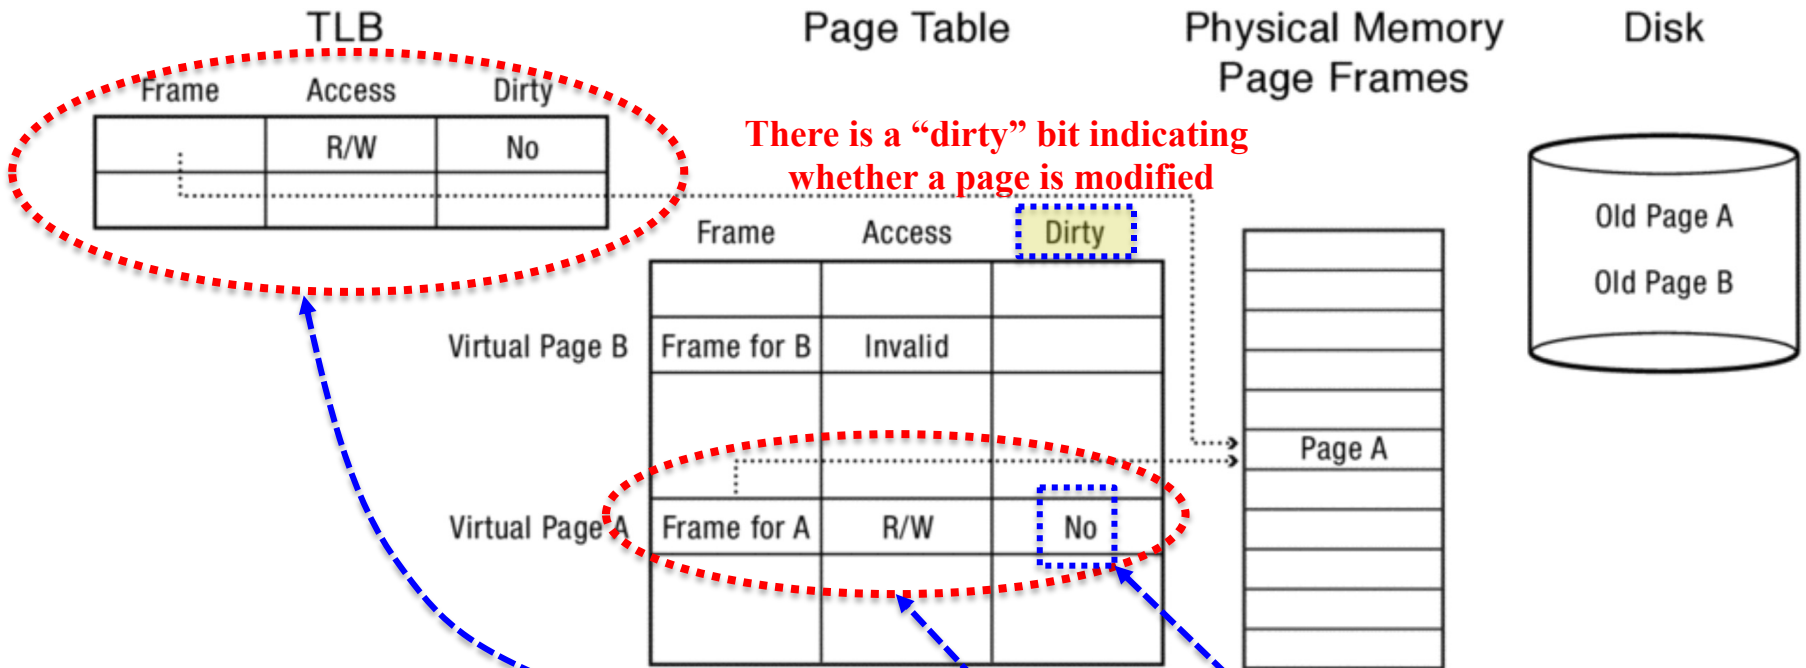 TLB
Page Table
Physical Memory
Page Frames
Disk
Frame Access Dirty
R/W No
There is a “dirty” bit indicating
whether a page is modified
Frame Access Dirty
Virtual Page B Frame for B Invalid
Virtual Page A Frame for A R/W No
Page A
Old Page A
Old Page B